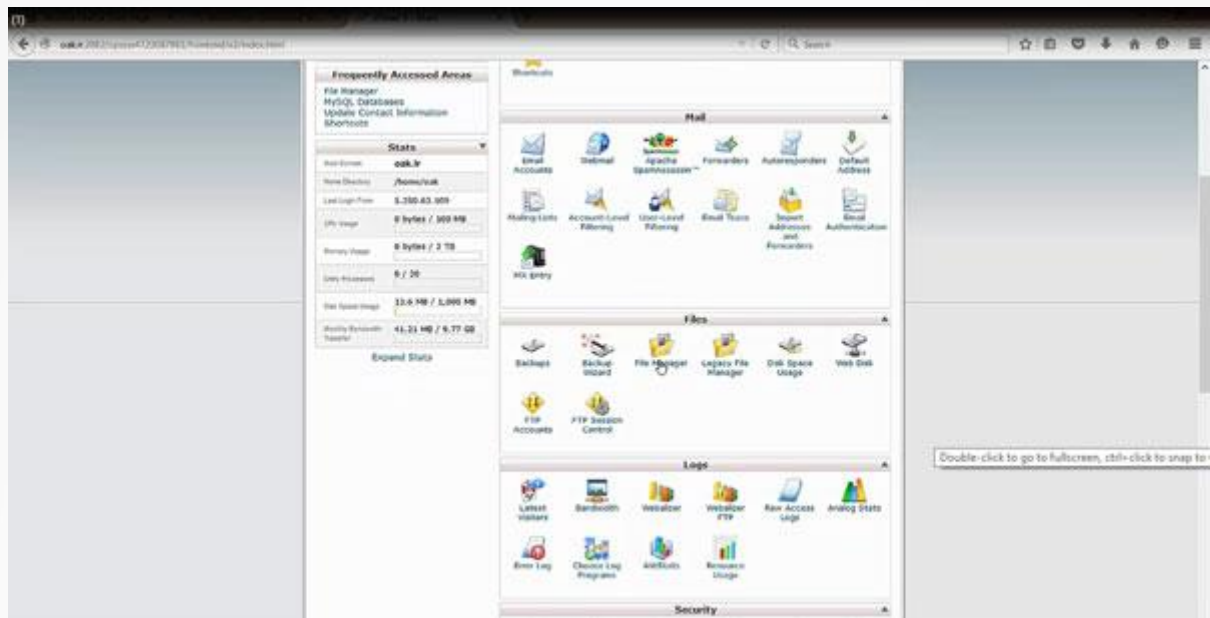 (1)
Search
Frequently Accessed Areas
File Manager
MySQL Databases
Update Contact Information
Shortcuts
Stats
Main Domain oak.ir
Home Directory /home/oak
Last Login From
CPU Usage 0 bytes / 500 MB
Memory Usage 0 bytes / 2 TB
Entry Processes 0 / 20
Disk Space Usage 13.6 MB / 1,000 MB
Monthly Bandwidth Transfer 41.21 MB / 9.77 GB
Expand Stats
Shortcuts
Mail
Email Accounts
Webmail
Apache SpamAssassin™
Forwarders
Autoresponders
Default Address
Mailing Lists
Account-Level Filtering
User-Level Filtering
Email Trace
Import Addresses and Forwarders
Email Authentication
MX Entry
Files
Backups
Backup Wizard
File Manager
Legacy File Manager
Disk Space Usage
Web Disk
FTP Accounts
FTP Session Control
Logs
Latest Visitors
Bandwidth
Webalizer
Webalizer FTP
Raw Access Logs
Analog Stats
Error Log
Choose Log Programs
AWStats
Resource Usage
Security
Double-click to go to fullscreen, ctrl+click to snap to